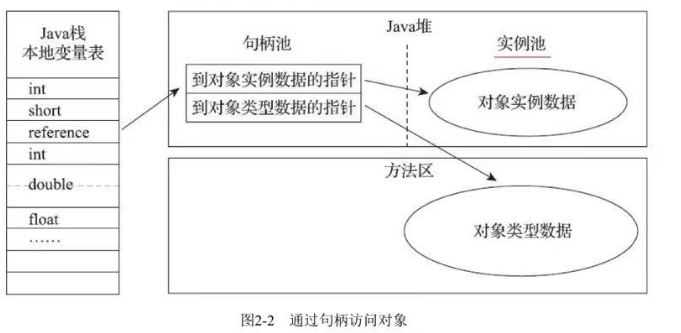 Java栈
本地变量表
int
short
reference
int
double
float
……
Java堆
句柄池
实例池
到对象实例数据的指针
到对象类型数据的指针
对象实例数据
方法区
对象类型数据
图2-2 通过句柄访问对象